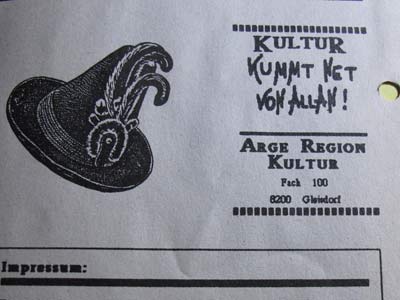 KULTUR
KUMMT NET
VON ALLAN!
ARGE REGION
KULTUR
Fach 100
8200 Gleisdorf
Impressum: